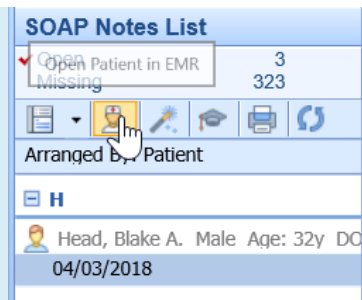 SOAP Notes List
Open 3
Open Patient in EMR
Missing 323
Arranged By: Patient
H
Head, Blake A. Male Age: 32y DO
04/03/2018